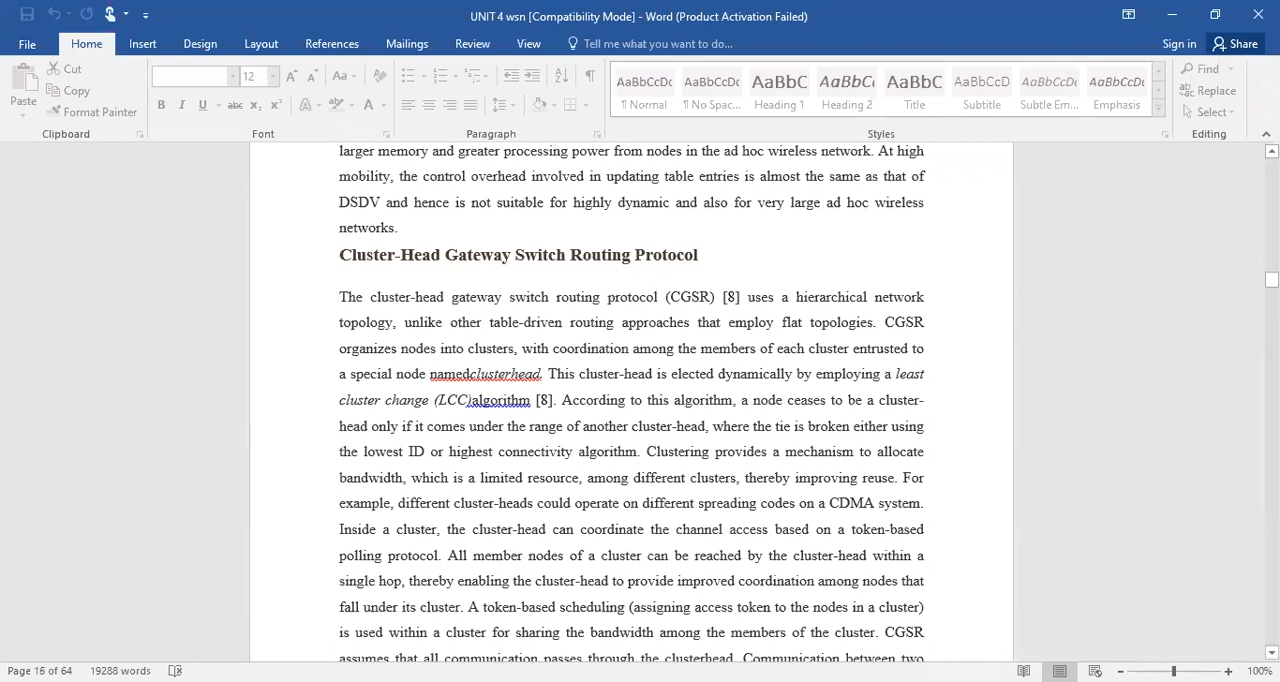 UNIT 4 wsn [Compatibility Mode] - Word (Product Activation Failed)
File Home Insert Design Layout References Mailings Review View Tell me what you want to do... Sign in Share
Cut
Copy
Paste
Format Painter
Clipboard
12
Font
Paragraph
AaBbCcDc AaBbCcDc AaBbC AaBbCc AaBbC AaBbCcD AaBbCcDc AaBbCcDc
¶ Normal ¶ No Spac... Heading 1 Heading 2 Title Subtitle Subtle Em... Emphasis
Styles
Find
Replace
Select
Editing
larger memory and greater processing power from nodes in the ad hoc wireless network. At high
mobility, the control overhead involved in updating table entries is almost the same as that of
DSDV and hence is not suitable for highly dynamic and also for very large ad hoc wireless
networks.
Cluster-Head Gateway Switch Routing Protocol
The cluster-head gateway switch routing protocol (CGSR) [8] uses a hierarchical network
topology, unlike other table-driven routing approaches that employ flat topologies. CGSR
organizes nodes into clusters, with coordination among the members of each cluster entrusted to
a special node namedclusterhead. This cluster-head is elected dynamically by employing a least
cluster change (LCC)algorithm [8]. According to this algorithm, a node ceases to be a cluster-
head only if it comes under the range of another cluster-head, where the tie is broken either using
the lowest ID or highest connectivity algorithm. Clustering provides a mechanism to allocate
bandwidth, which is a limited resource, among different clusters, thereby improving reuse. For
example, different cluster-heads could operate on different spreading codes on a CDMA system.
Inside a cluster, the cluster-head can coordinate the channel access based on a token-based
polling protocol. All member nodes of a cluster can be reached by the cluster-head within a
single hop, thereby enabling the cluster-head to provide improved coordination among nodes that
fall under its cluster. A token-based scheduling (assigning access token to the nodes in a cluster)
is used within a cluster for sharing the bandwidth among the members of the cluster. CGSR
assumes that all communication passes through the clusterhead. Communication between two
Page 16 of 64 19288 words 100%